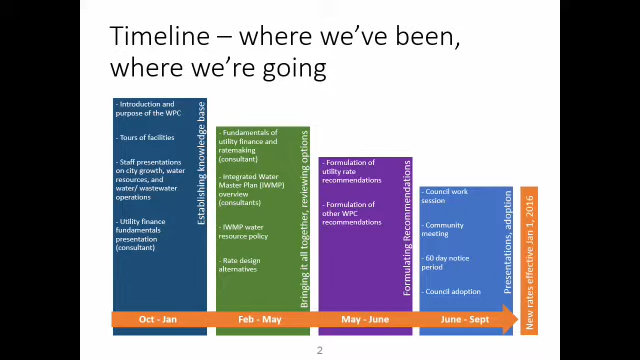 Timeline – where we've been,
where we're going
- Introduction and
purpose of the WPC
- Tours of facilities
- Staff presentations
on city growth, water
resources, and
water/ wastewater
operations
- Utility finance
fundamentals
presentation
(consultant)
Establishing knowledge base
- Fundamentals of
utility finance and
ratemaking
(consultant)
- Integrated Water
Master Plan (IWMP)
overview
(consultants)
- IWMP water
resource policy
- Rate design
alternatives
Bringing it all together, reviewing options
- Formulation of
utility rate
recommendations
- Formulation of
other WPC
recommendations
Formulating Recommendations
- Council work
session
- Community
meeting
- 60 day notice
period
- Council adoption
Presentations, adoption
New rates effective Jan 1, 2016
Oct - Jan
Feb - May
May - June
June - Sept
2